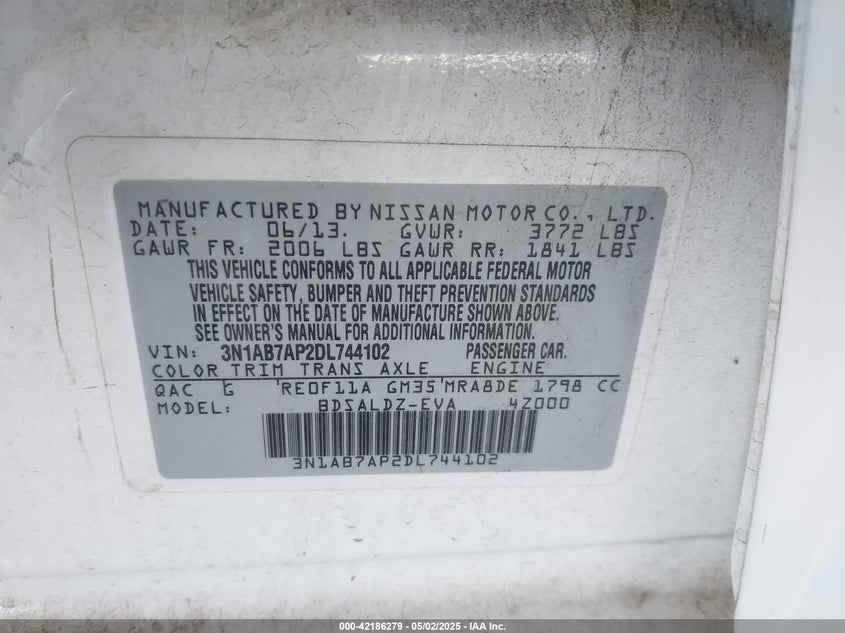 MANUFACTURED BY NISSAN MOTOR CO., LTD.
DATE: 06/13. GVWR: 3772 LBS
GAWR FR: 2006 LBS GAWR RR: 1841 LBS
THIS VEHICLE CONFORMS TO ALL APPLICABLE FEDERAL MOTOR
VEHICLE SAFETY, BUMPER AND THEFT PREVENTION STANDARDS
IN EFFECT ON THE DATE OF MANUFACTURE SHOWN ABOVE.
SEE OWNER'S MANUAL FOR ADDITIONAL INFORMATION.
VIN: 3N1AB7AP2DL744102 PASSENGER CAR.
COLOR TRIM TRANS AXLE ENGINE
QAC G RE0F11A GM35 MRA8DE 1798 CC
MODEL: BDSALDZ-EVA 4Z000
3N1AB7AP2DL744102
000-42186279 - 05/02/2025 - IAA Inc.